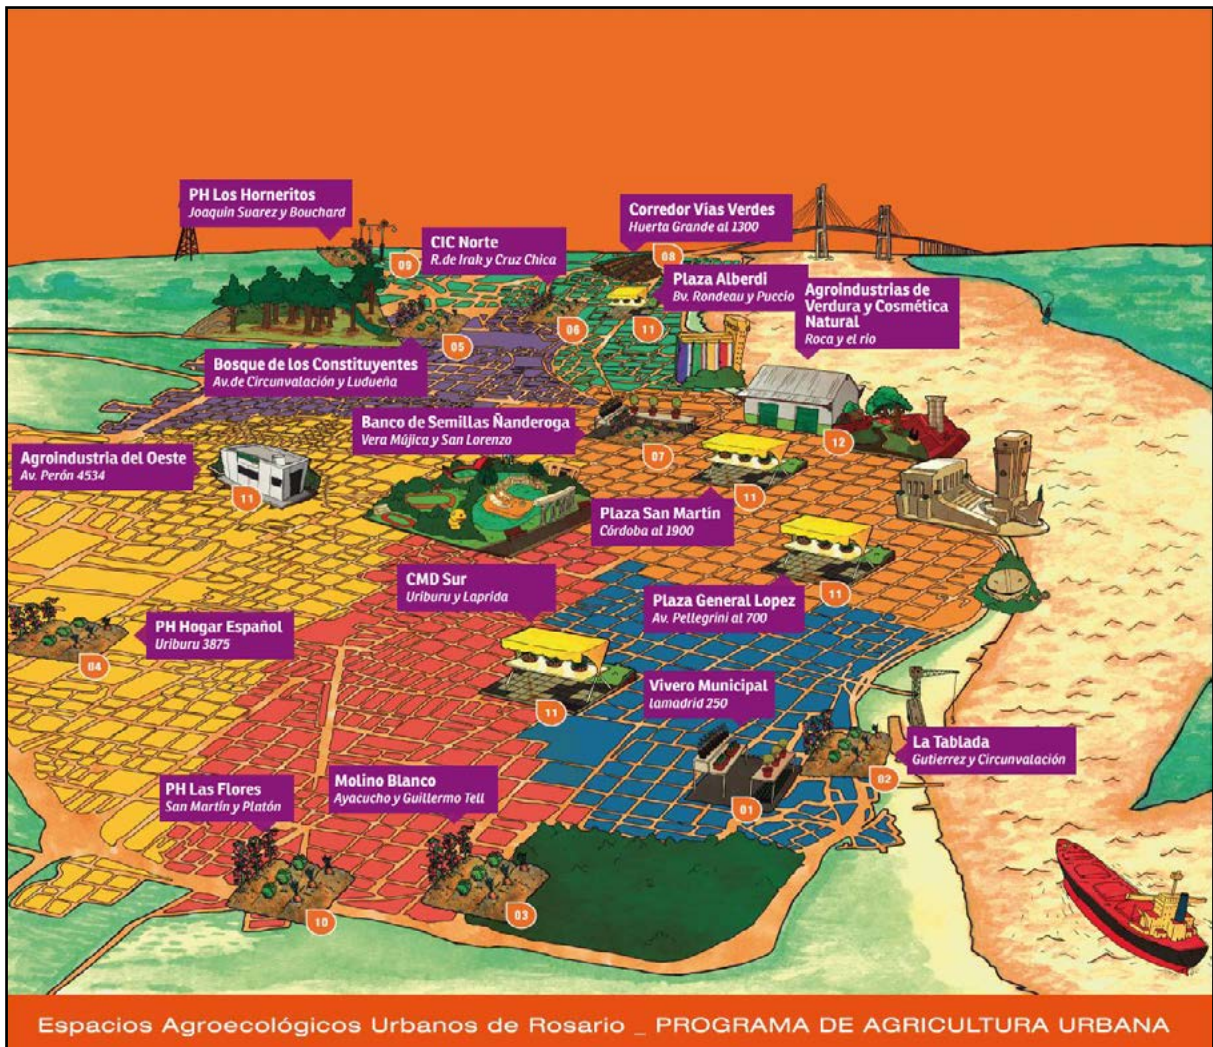 PH Los Horneritos
Joaquin Suarez y Bouchard
09
CIC Norte
R.de Irak y Cruz Chica
06
Corredor Vías Verdes
Huerta Grande al 1300
08
Plaza Alberdi
Bv. Rondeau y Puccio
11
Agroindustrias de
Verdura y Cosmética
Natural
Roca y el rio
12
05
Bosque de los Constituyentes
Av.de Circunvalación y Ludueña
Banco de Semillas Ñanderoga
Vera Mújica y San Lorenzo
07
Agroindustria del Oeste
Av. Perón 4534
11
11
Plaza San Martín
Córdoba al 1900
CMD Sur
Uriburu y Laprida
11
Plaza General Lopez
Av. Pellegrini al 700
11
PH Hogar Español
Uriburu 3875
04
Vivero Municipal
lamadrid 250
01
La Tablada
Gutierrez y Circunvalación
02
PH Las Flores
San Martín y Platón
10
Molino Blanco
Ayacucho y Guillermo Tell
03
Espacios Agroecológicos Urbanos de Rosario _ PROGRAMA DE AGRICULTURA URBANA